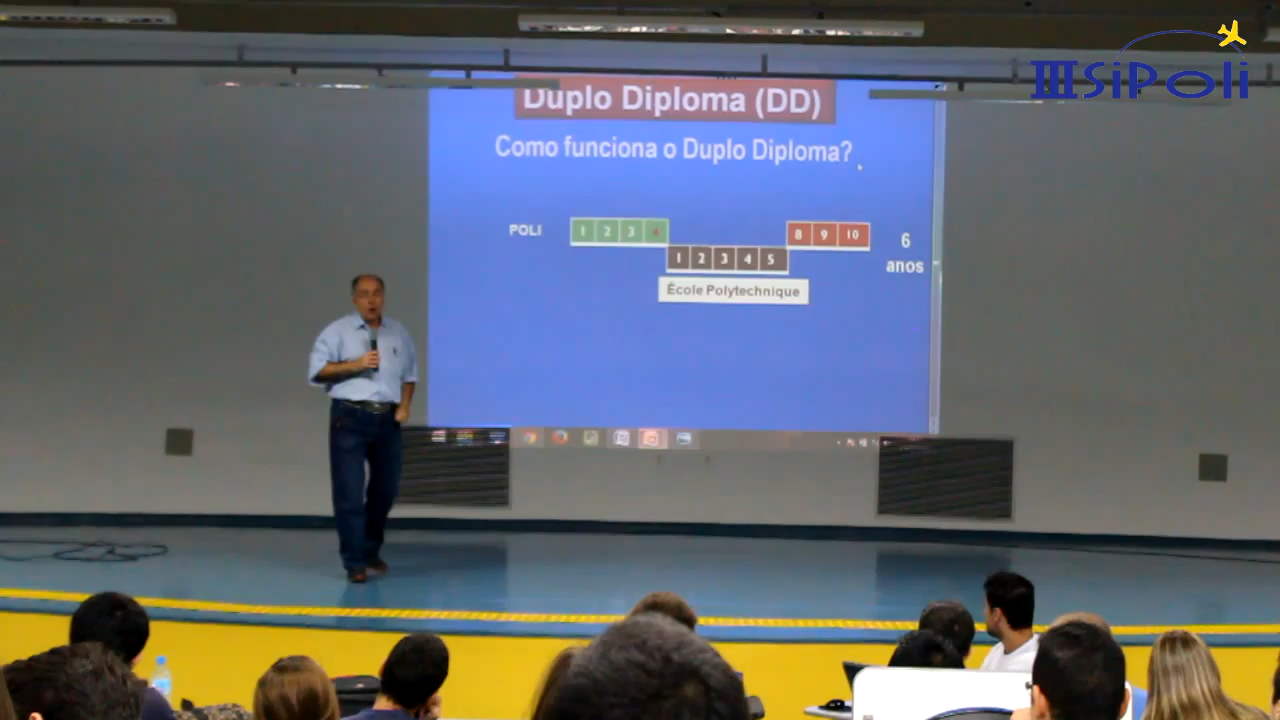 IIISiPoli
Duplo Diploma (DD)
Como funciona o Duplo Diploma?
POLI 1 2 3 4 8 9 10 6 anos
1 2 3 4 5
École Polytechnique